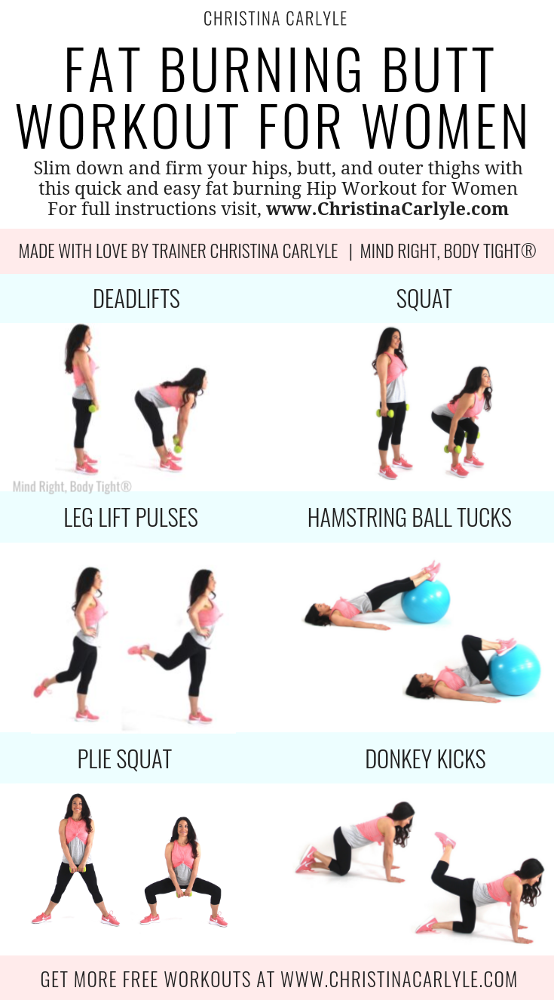 CHRISTINA CARLYLE
FAT BURNING BUTT
WORKOUT FOR WOMEN
Slim down and firm your hips, butt, and outer thighs with
this quick and easy fat burning Hip Workout for Women
For full instructions visit, www.ChristinaCarlyle.com
MADE WITH LOVE BY TRAINER CHRISTINA CARLYLE | MIND RIGHT, BODY TIGHT®
DEADLIFTS
SQUAT
Mind Right, Body Tight®
LEG LIFT PULSES
HAMSTRING BALL TUCKS
PLIE SQUAT
DONKEY KICKS
GET MORE FREE WORKOUTS AT WWW.CHRISTINACARLYLE.COM